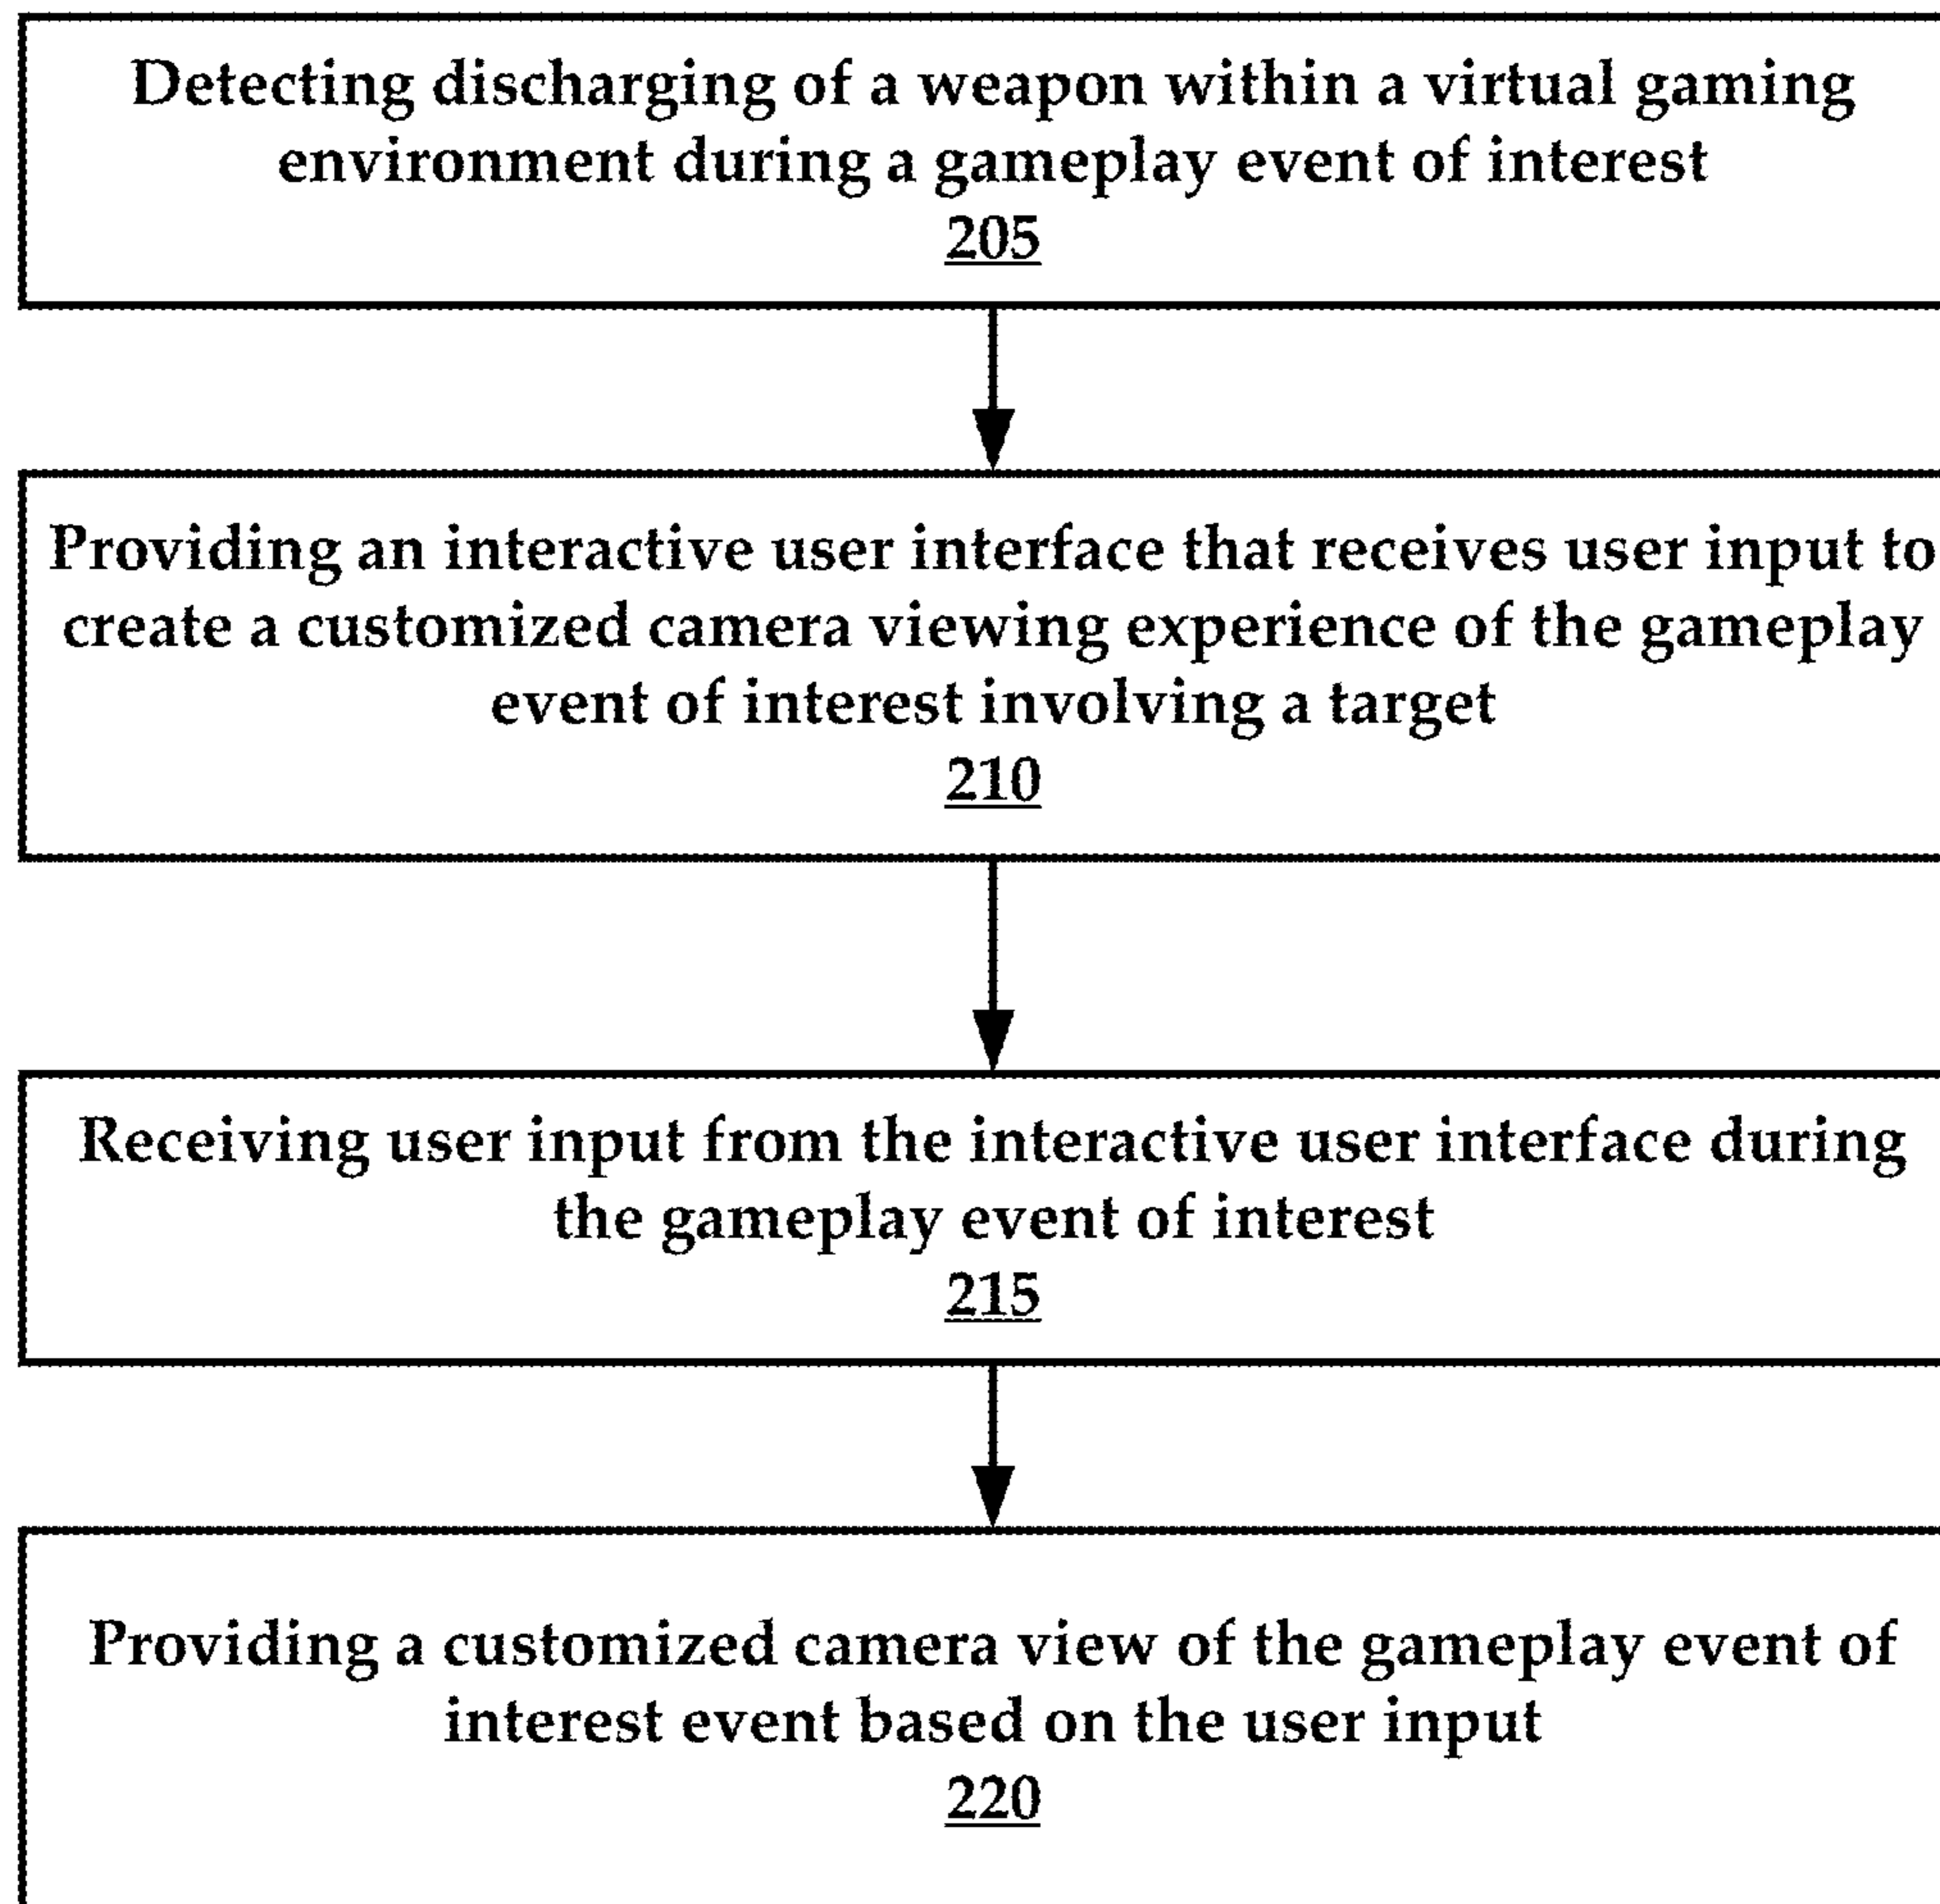 Detecting discharging of a weapon within a virtual gaming
environment during a gameplay event of interest
205
Providing an interactive user interface that receives user input to
create a customized camera viewing experience of the gameplay
event of interest involving a target
210
Receiving user input from the interactive user interface during
the gameplay event of interest
215
Providing a customized camera view of the gameplay event of
interest event based on the user input
220